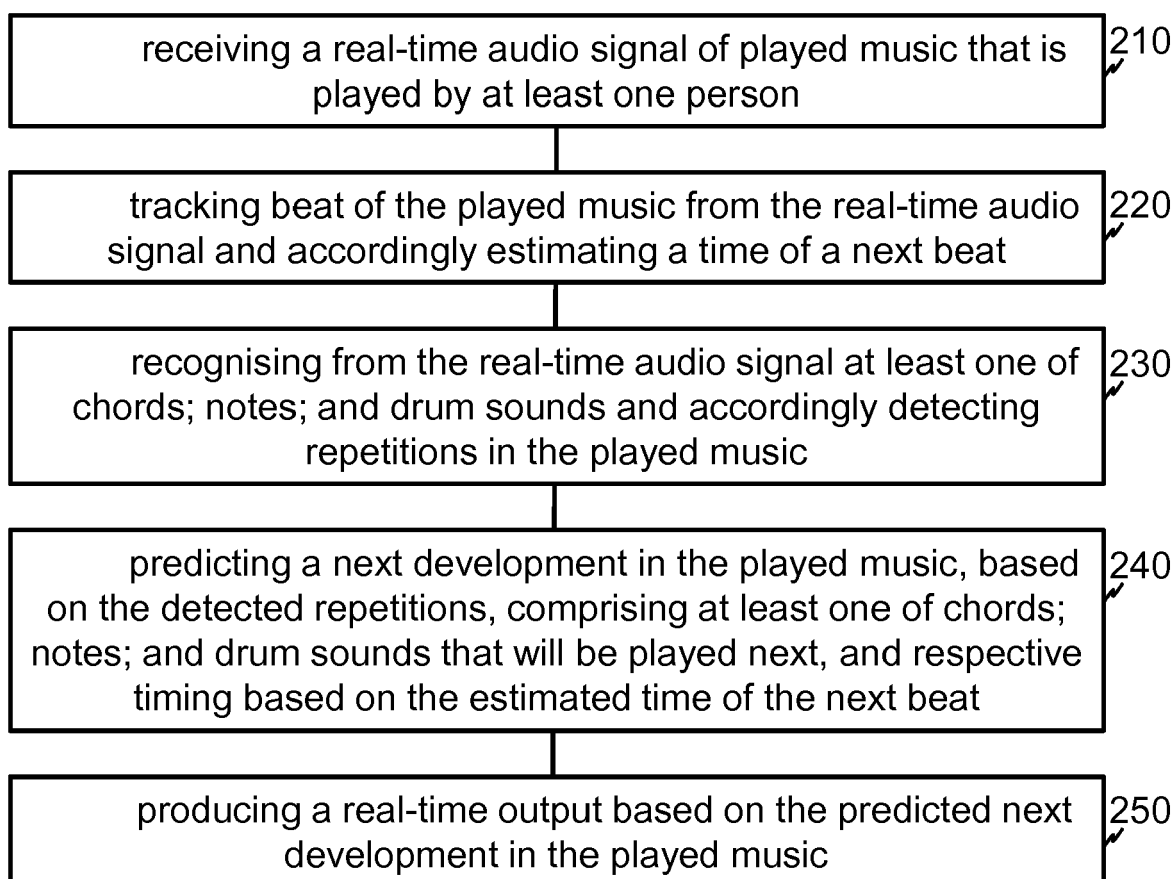 receiving a real-time audio signal of played music that is 210
played by at least one person
tracking beat of the played music from the real-time audio 220
signal and accordingly estimating a time of a next beat
recognising from the real-time audio signal at least one of 230
chords; notes; and drum sounds and accordingly detecting
repetitions in the played music
predicting a next development in the played music, based 240
on the detected repetitions, comprising at least one of chords;
notes; and drum sounds that will be played next, and respective
timing based on the estimated time of the next beat
producing a real-time output based on the predicted next 250
development in the played music